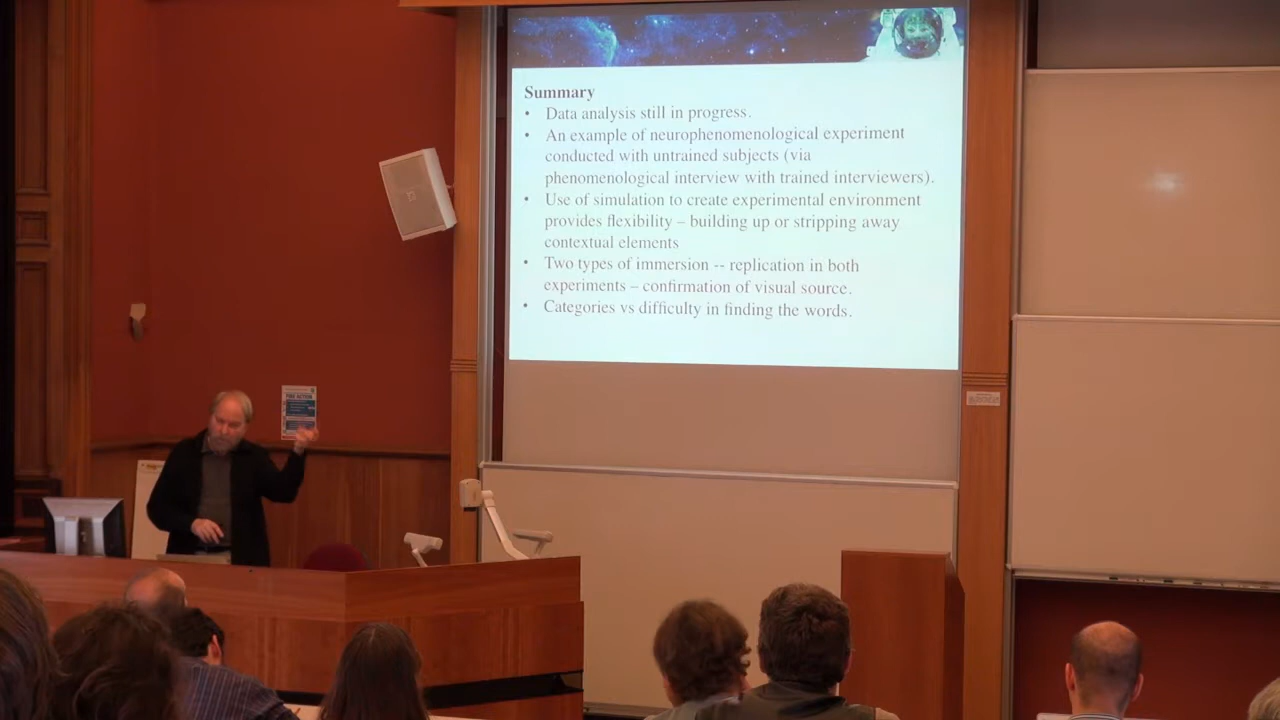 Summary
• Data analysis still in progress.
• An example of neurophenomenological experiment
conducted with untrained subjects (via
phenomenological interview with trained interviewers).
• Use of simulation to create experimental environment
provides flexibility – building up or stripping away
contextual elements
• Two types of immersion -- replication in both
experiments – confirmation of visual source.
• Categories vs difficulty in finding the words.
FIRE ACTION